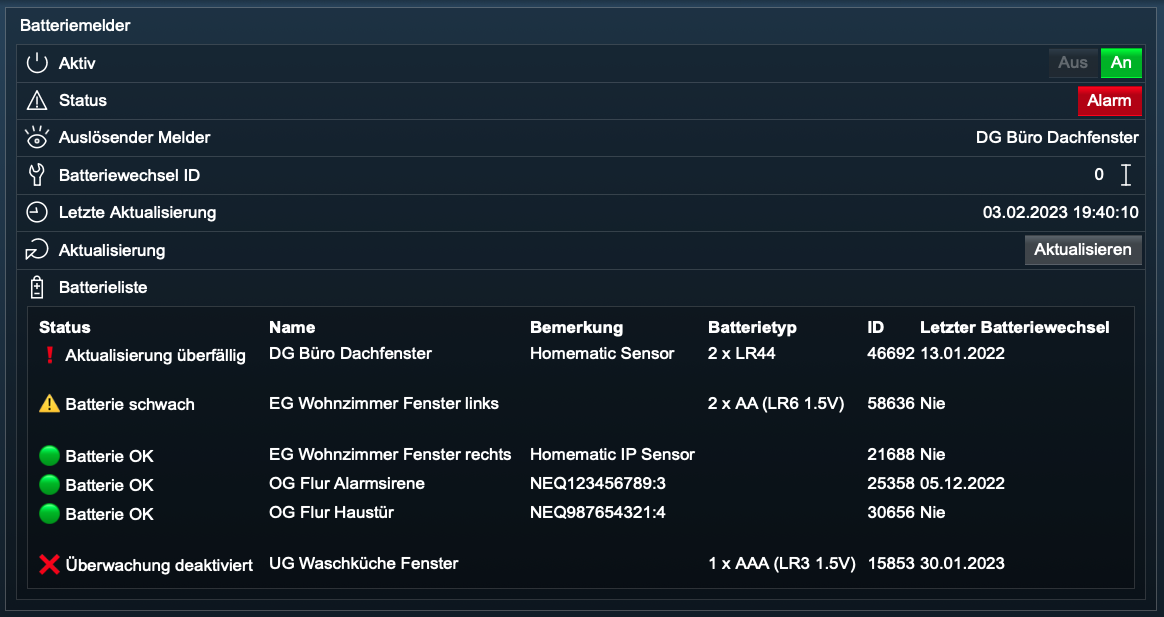 Batteriemelder
Aktiv Aus An
Status Alarm
Auslösender Melder DG Büro Dachfenster
Batteriewechsel ID 0
Letzte Aktualisierung 03.02.2023 19:40:10
Aktualisierung Aktualisieren
Batterieliste
Status Name Bemerkung Batterietyp ID Letzter Batteriewechsel
Aktualisierung überfällig DG Büro Dachfenster Homematic Sensor 2 x LR44 46692 13.01.2022
Batterie schwach EG Wohnzimmer Fenster links 2 x AA (LR6 1.5V) 58636 Nie
Batterie OK EG Wohnzimmer Fenster rechts Homematic IP Sensor 21688 Nie
Batterie OK OG Flur Alarmsirene NEQ123456789:3 25358 05.12.2022
Batterie OK OG Flur Haustür NEQ987654321:4 30656 Nie
Überwachung deaktiviert UG Waschküche Fenster 1 x AAA (LR3 1.5V) 15853 30.01.2023